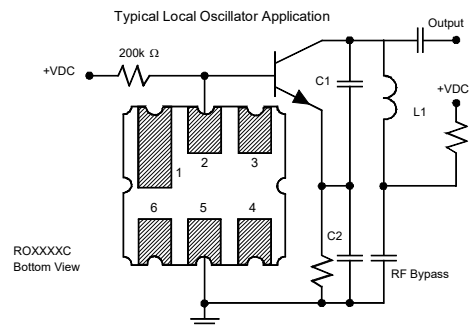 Typical Local Oscillator Application
Output
200k Ω
+VDC
C1
+VDC
L1
1
2
3
6
5
4
C2
ROXXXXC
Bottom View
RF Bypass